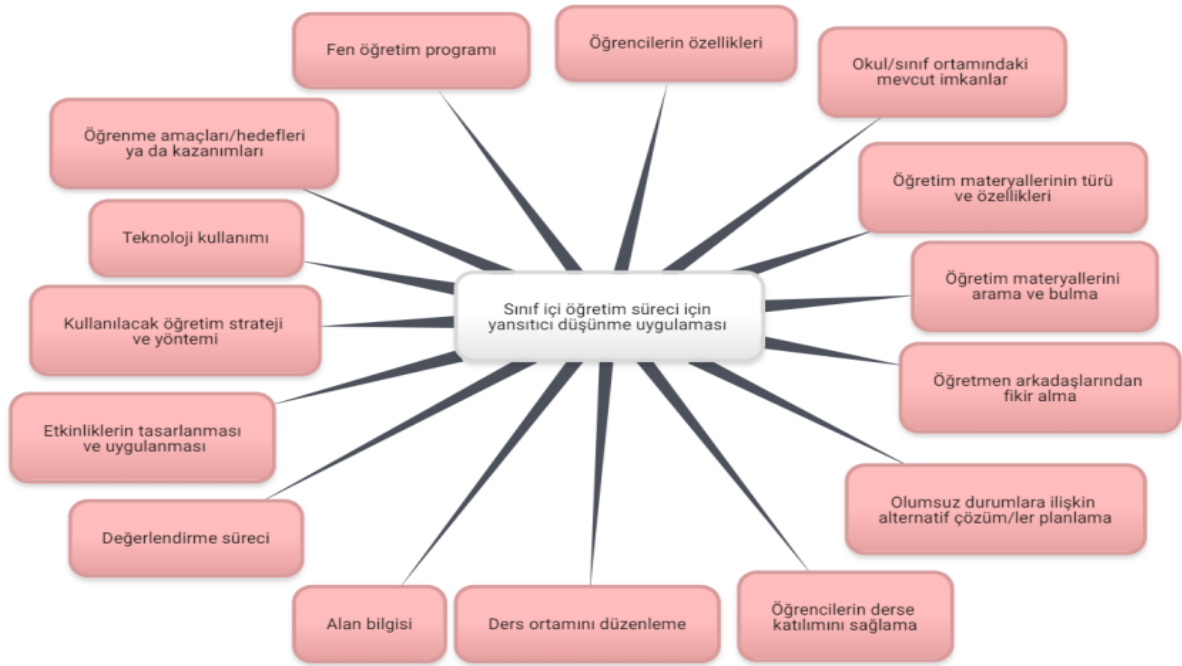 Fen öğretim programı
Öğrencilerin özellikleri
Okul/sınıf ortamındaki
mevcut imkanlar
Öğrenme amaçları/hedefleri
ya da kazanımları
Öğretim materyallerinin türü
ve özellikleri
Teknoloji kullanımı
Öğretim materyallerini
arama ve bulma
Sınıf içi öğretim süreci için
yansıtıcı düşünme uygulaması
Kullanılacak öğretim strateji
ve yöntemi
Öğretmen arkadaşlarından
fikir alma
Etkinliklerin tasarlanması
ve uygulanması
Olumsuz durumlara ilişkin
alternatif çözüm/ler planlama
Değerlendirme süreci
Alan bilgisi
Ders ortamını düzenleme
Öğrencilerin derse
katılımını sağlama